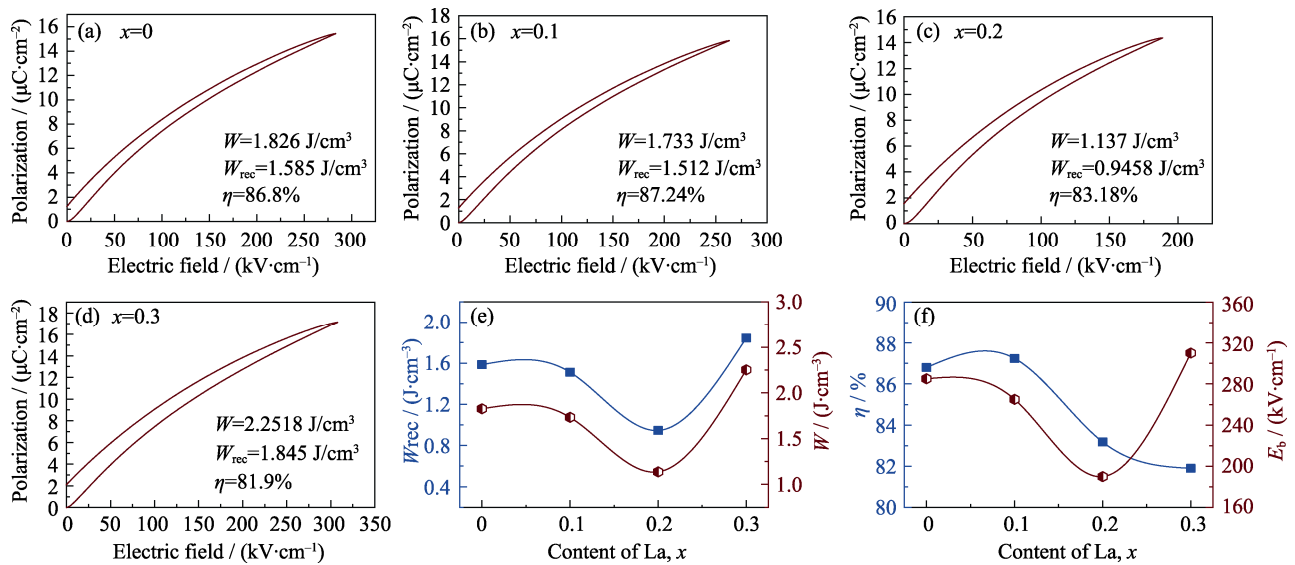 (a) x=0
W=1.826 J/cm³
Wrec=1.585 J/cm³
η=86.8%
16
14
12
10
8
6
4
2
0
Polarization / (μC·cm⁻²)
0 50 100 150 200 250 300
Electric field / (kV·cm⁻¹)
(b) x=0.1
W=1.733 J/cm³
Wrec=1.512 J/cm³
η=87.24%
18
16
14
12
10
8
6
4
2
0
Polarization / (μC·cm⁻²)
0 50 100 150 200 250 300
Electric field / (kV·cm⁻¹)
(c) x=0.2
W=1.137 J/cm³
Wrec=0.9458 J/cm³
η=83.18%
16
14
12
10
8
6
4
2
0
Polarization / (μC·cm⁻²)
0 50 100 150 200
Electric field / (kV·cm⁻¹)
(d) x=0.3
W=2.2518 J/cm³
Wrec=1.845 J/cm³
η=81.9%
18
16
14
12
10
8
6
4
2
0
Polarization / (μC·cm⁻²)
0 50 100 150 200 250 300 350
Electric field / (kV·cm⁻¹)
(e)
2.0
1.6
1.2
0.8
0.4
Wrec / (J·cm⁻³)
3.0
2.5
2.0
1.5
1.0
W / (J·cm⁻³)
0 0.1 0.2 0.3
Content of La, x
(f)
90
88
86
84
82
80
η / %
360
320
280
240
200
160
Eb / (kV·cm⁻¹)
0 0.1 0.2 0.3
Content of La, x